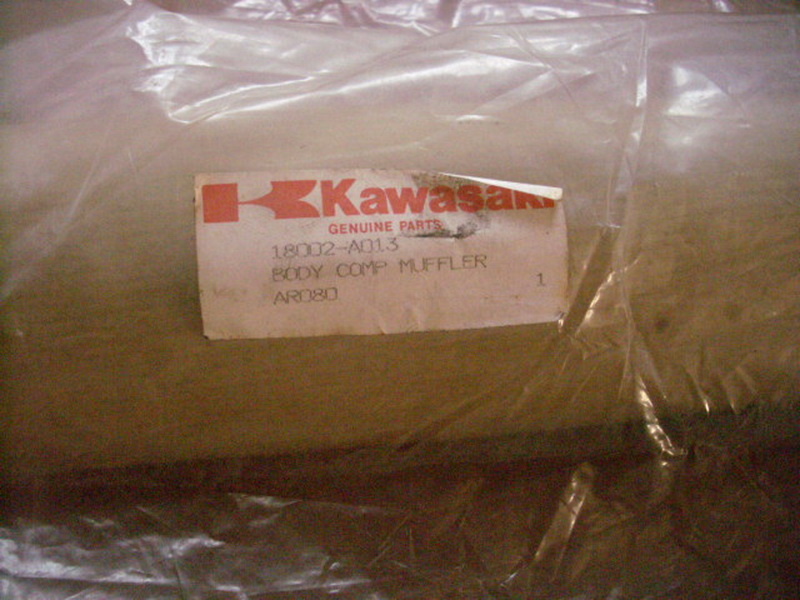 Kawasaki
GENUINE PARTS
18002-A013
BODY COMP MUFFLER
AR080 1